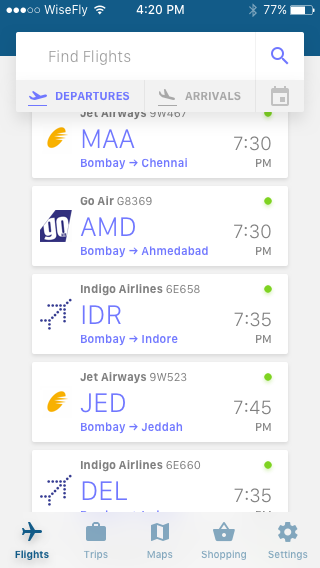 WiseFly 4:20 PM 77%
Find Flights
DEPARTURES ARRIVALS
Jet Airways 9W467
MAA 7:30
Bombay → Chennai PM
Go Air G8369
go
AMD 7:30
Bombay → Ahmedabad PM
Indigo Airlines 6E658
IDR 7:35
Bombay → Indore PM
Jet Airways 9W523
JED 7:45
Bombay → Jeddah PM
Indigo Airlines 6E660
DEL 7:35
Flights Trips Maps Shopping Settings